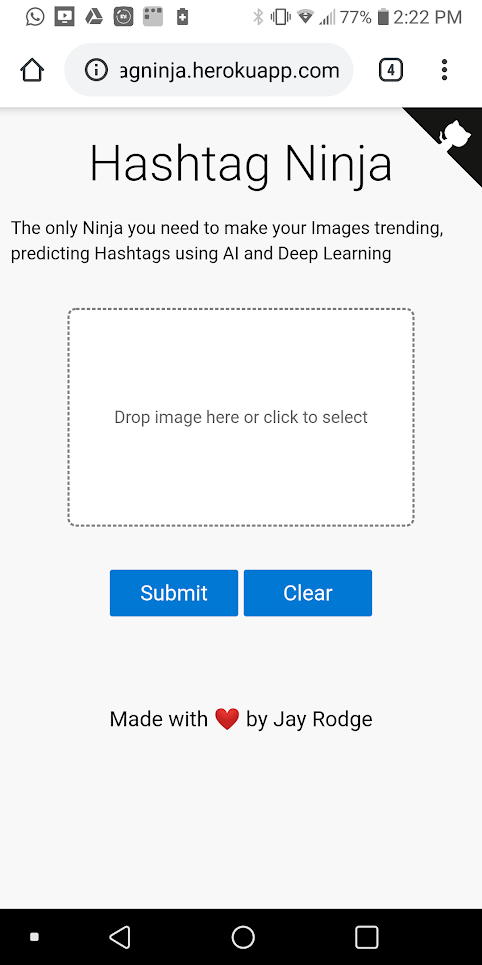 77% 2:22 PM
agninja.herokuapp.com 4
Hashtag Ninja
The only Ninja you need to make your Images trending,
predicting Hashtags using AI and Deep Learning
Drop image here or click to select
Submit Clear
Made with ❤️ by Jay Rodge